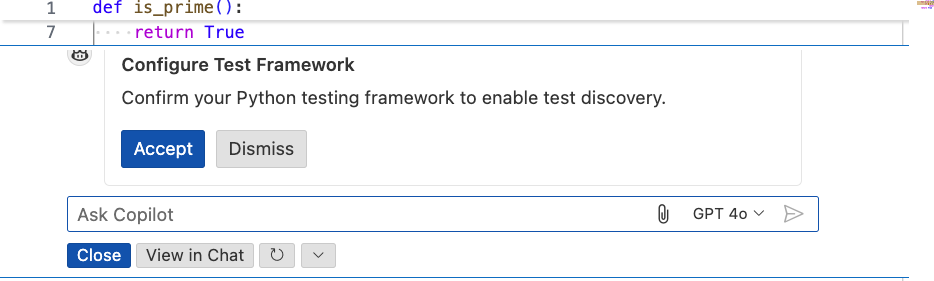 1 def is_prime():
7 ····return True
Configure Test Framework
Confirm your Python testing framework to enable test discovery.
Accept Dismiss
Ask Copilot GPT 4o
Close View in Chat